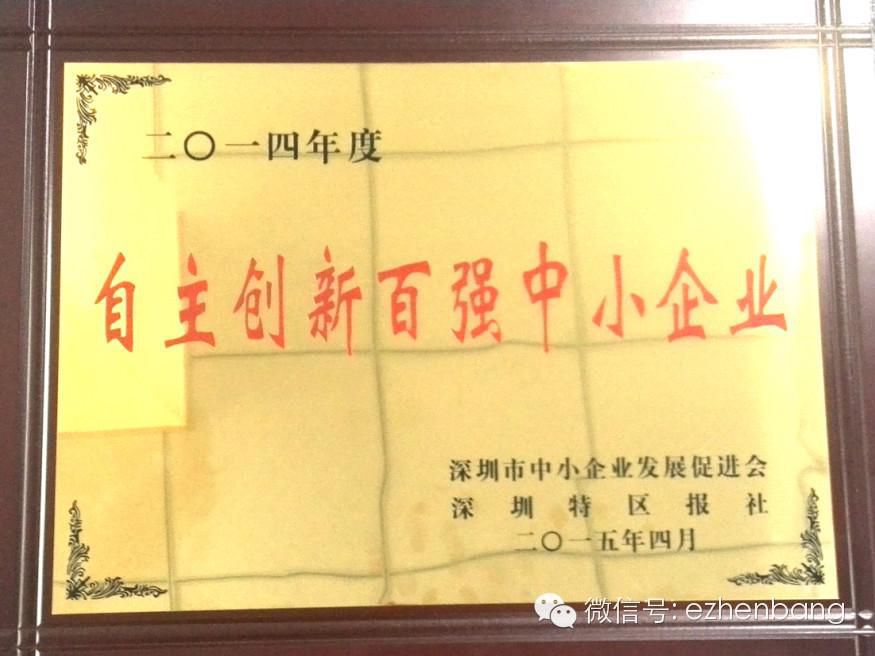 二〇一四年度
自主创新百强中小企业
深圳市中小企业发展促进会
深圳特区报社
二〇一五年四月
微信号: ezhenbang